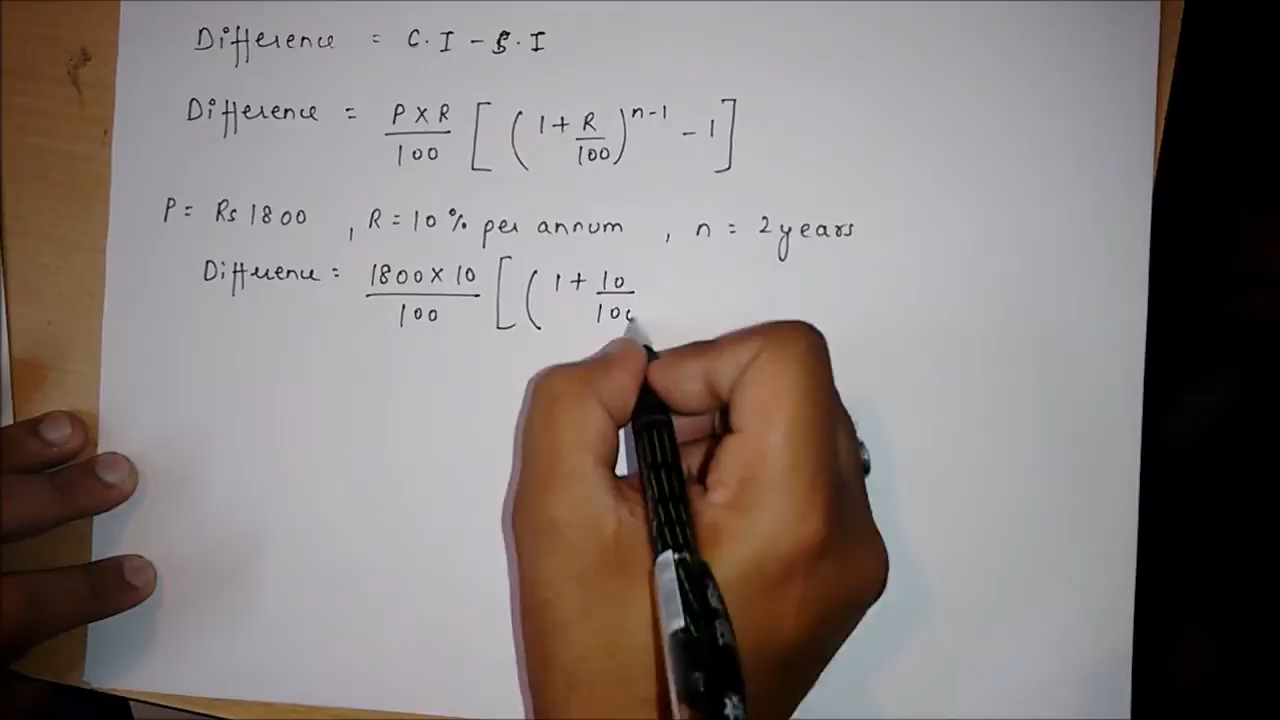 Difference = C.I - S.I
Difference = P X R / 100 [ ( 1 + R / 100 )^n-1 - 1 ]
P = Rs 1800 , R = 10 % per annum , n = 2 years
Difference = 1800 X 10 / 100 [ ( 1 + 10 / 100